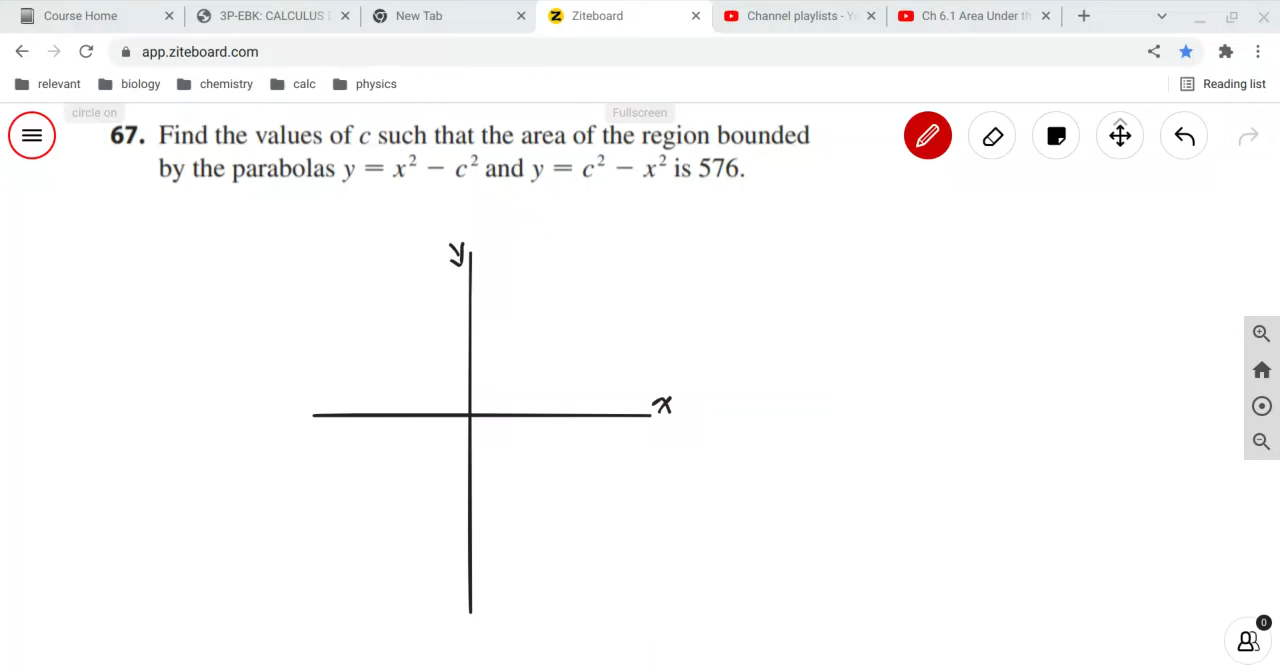 Course Home
3P-EBK: CALCULUS
New Tab
Ziteboard
Channel playlists - Y
Ch 6.1 Area Under th
app.ziteboard.com
relevant
biology
chemistry
calc
physics
Reading list
circle on
Fullscreen
67. Find the values of c such that the area of the region bounded
by the parabolas y = x² − c² and y = c² − x² is 576.
y
x
0